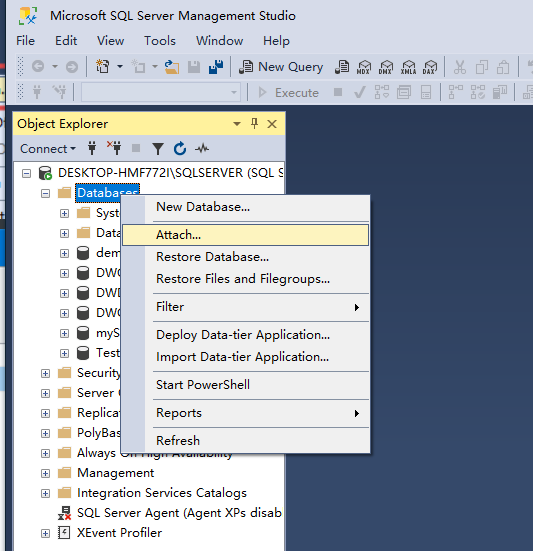 Microsoft SQL Server Management Studio
File Edit View Tools Window Help
New Query MDX DMX XMLA DAX
Execute
Object Explorer
Connect
DESKTOP-HMF772I\SQLSERVER (SQL S
Databases
New Database...
Attach...
Restore Database...
Restore Files and Filegroups...
Filter
Deploy Data-tier Application...
Import Data-tier Application...
Start PowerShell
Reports
Refresh
Syst
Data
dem
DWC
DWD
myS
Test
Security
Server
Replicat
PolyBas
Always On High Availability
Management
Integration Services Catalogs
SQL Server Agent (Agent XPs disab
XEvent Profiler